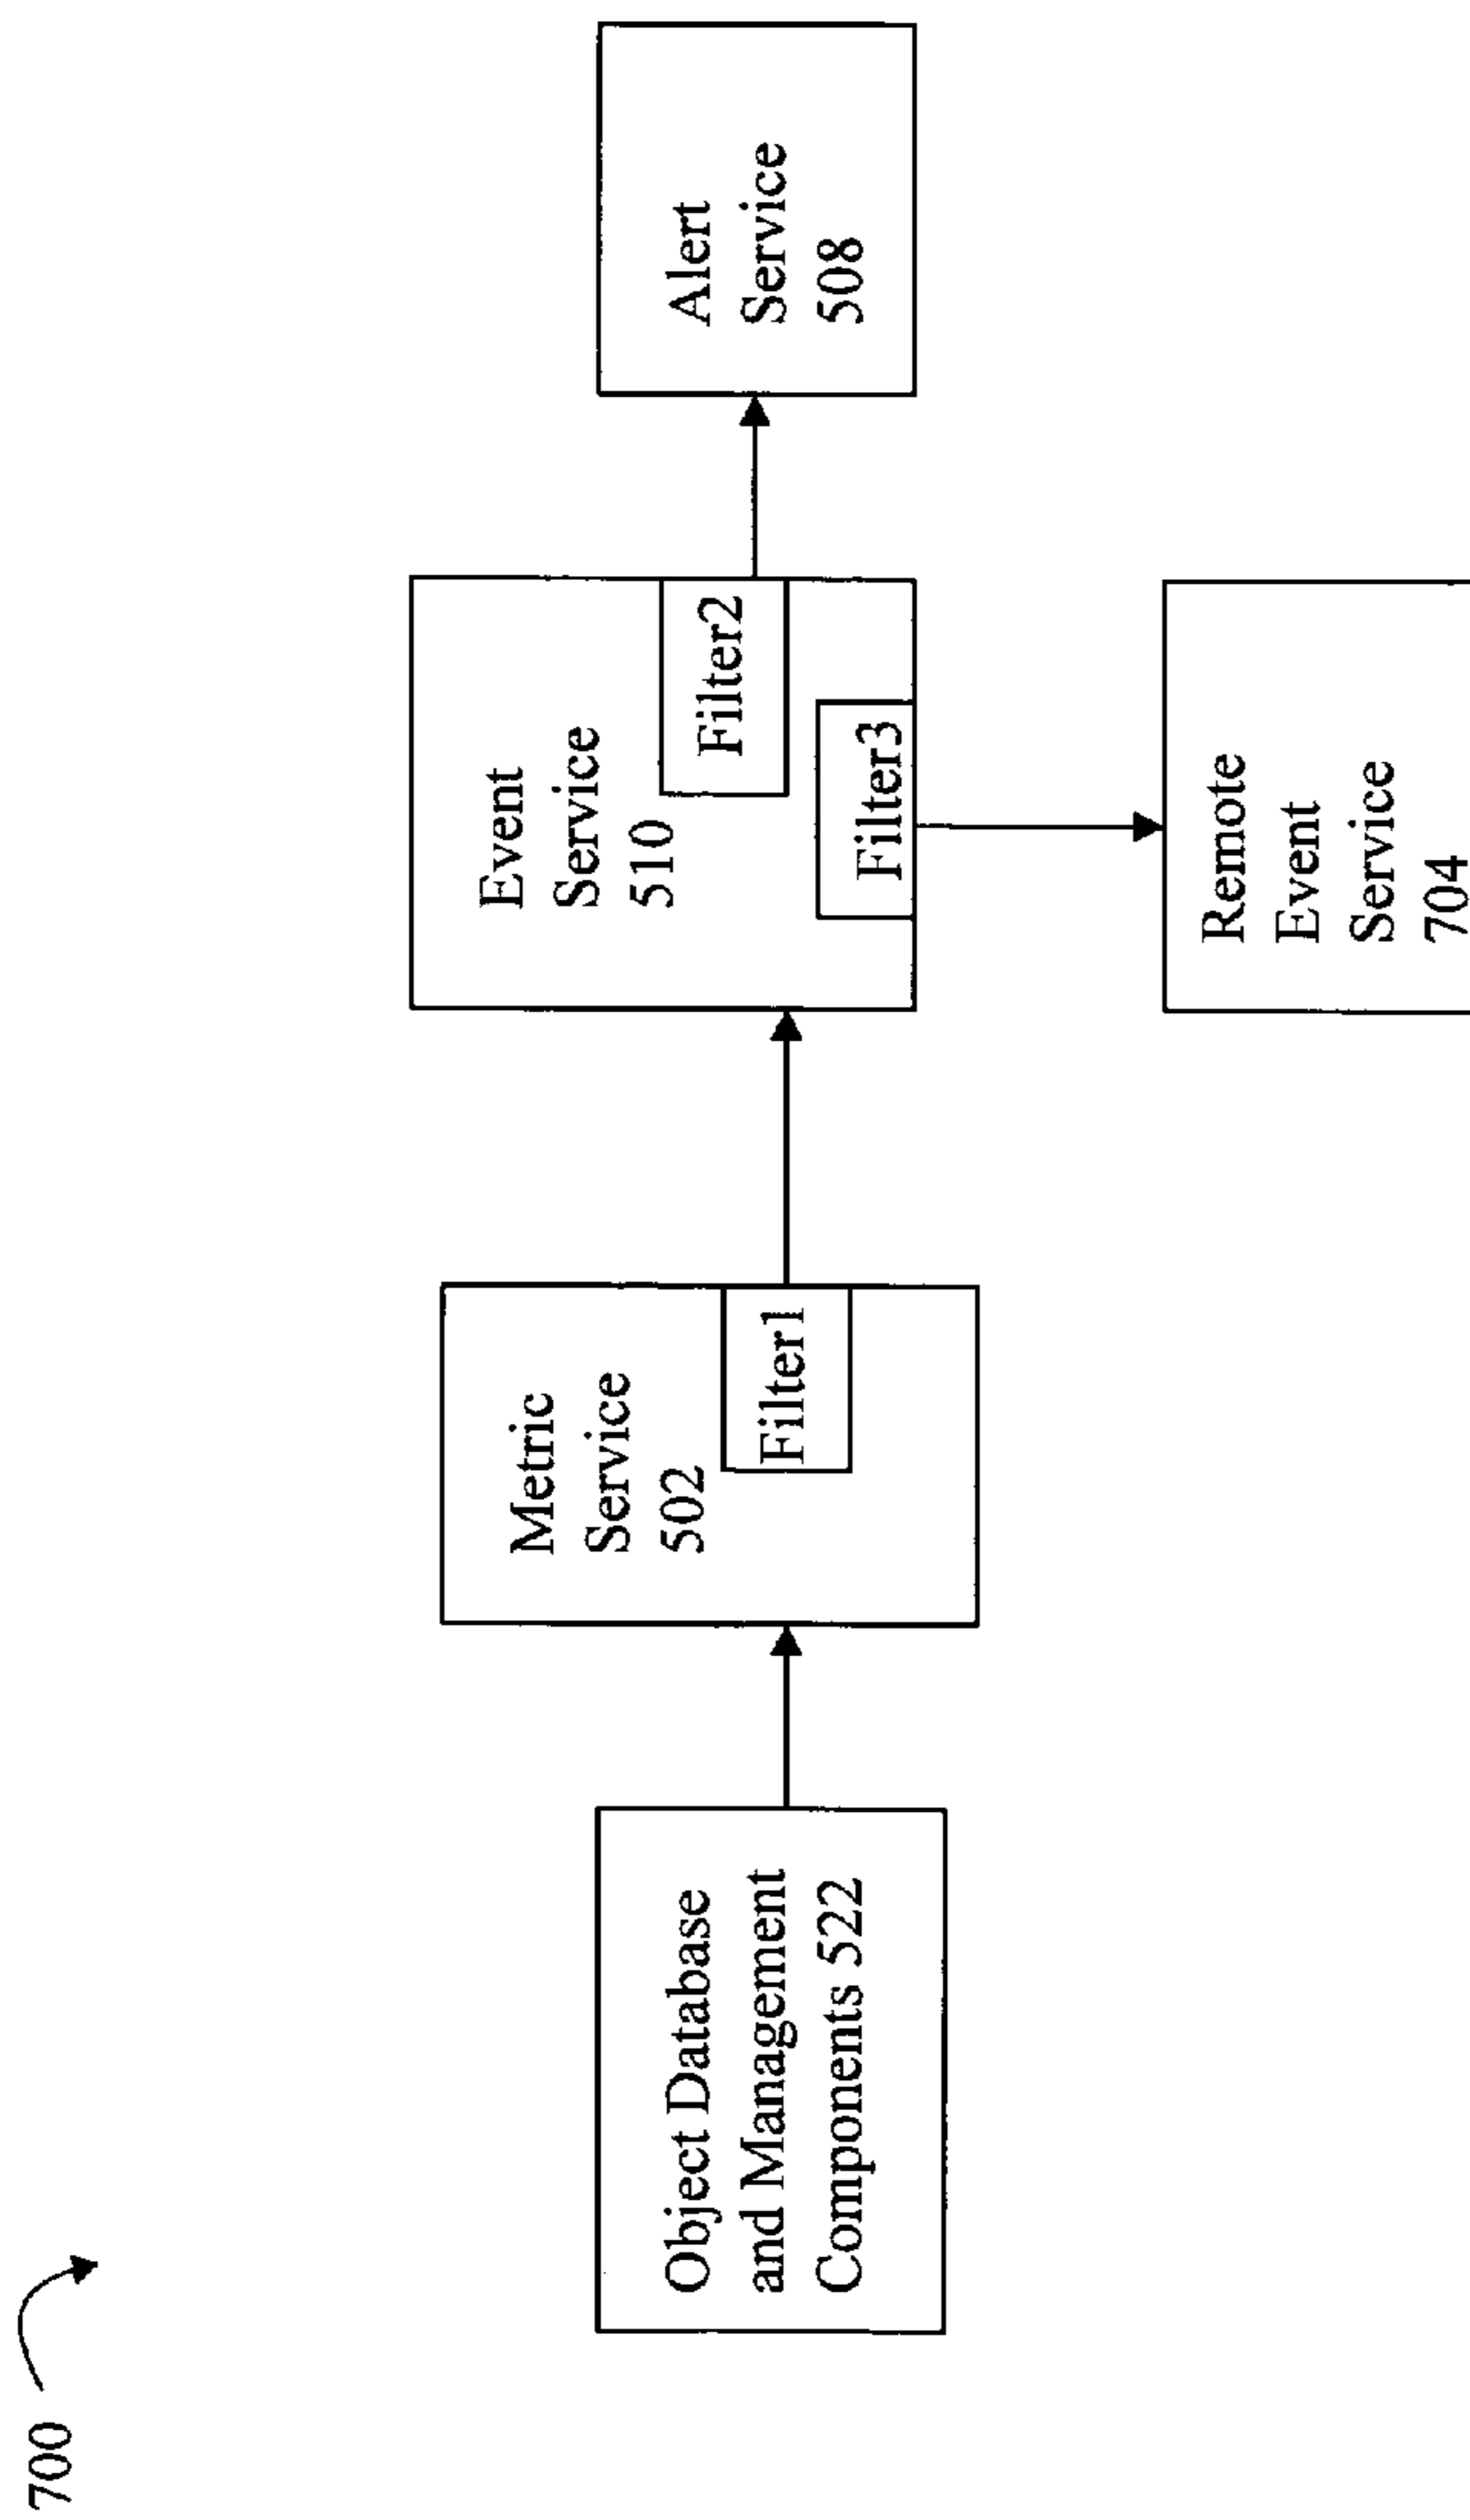 700
Object Database
and Management
Components 522
Metric
Service
502
Filter1
Event
Service
510
Filter2
Filter3
Alert
Service
508
Remote
Event
Service
704